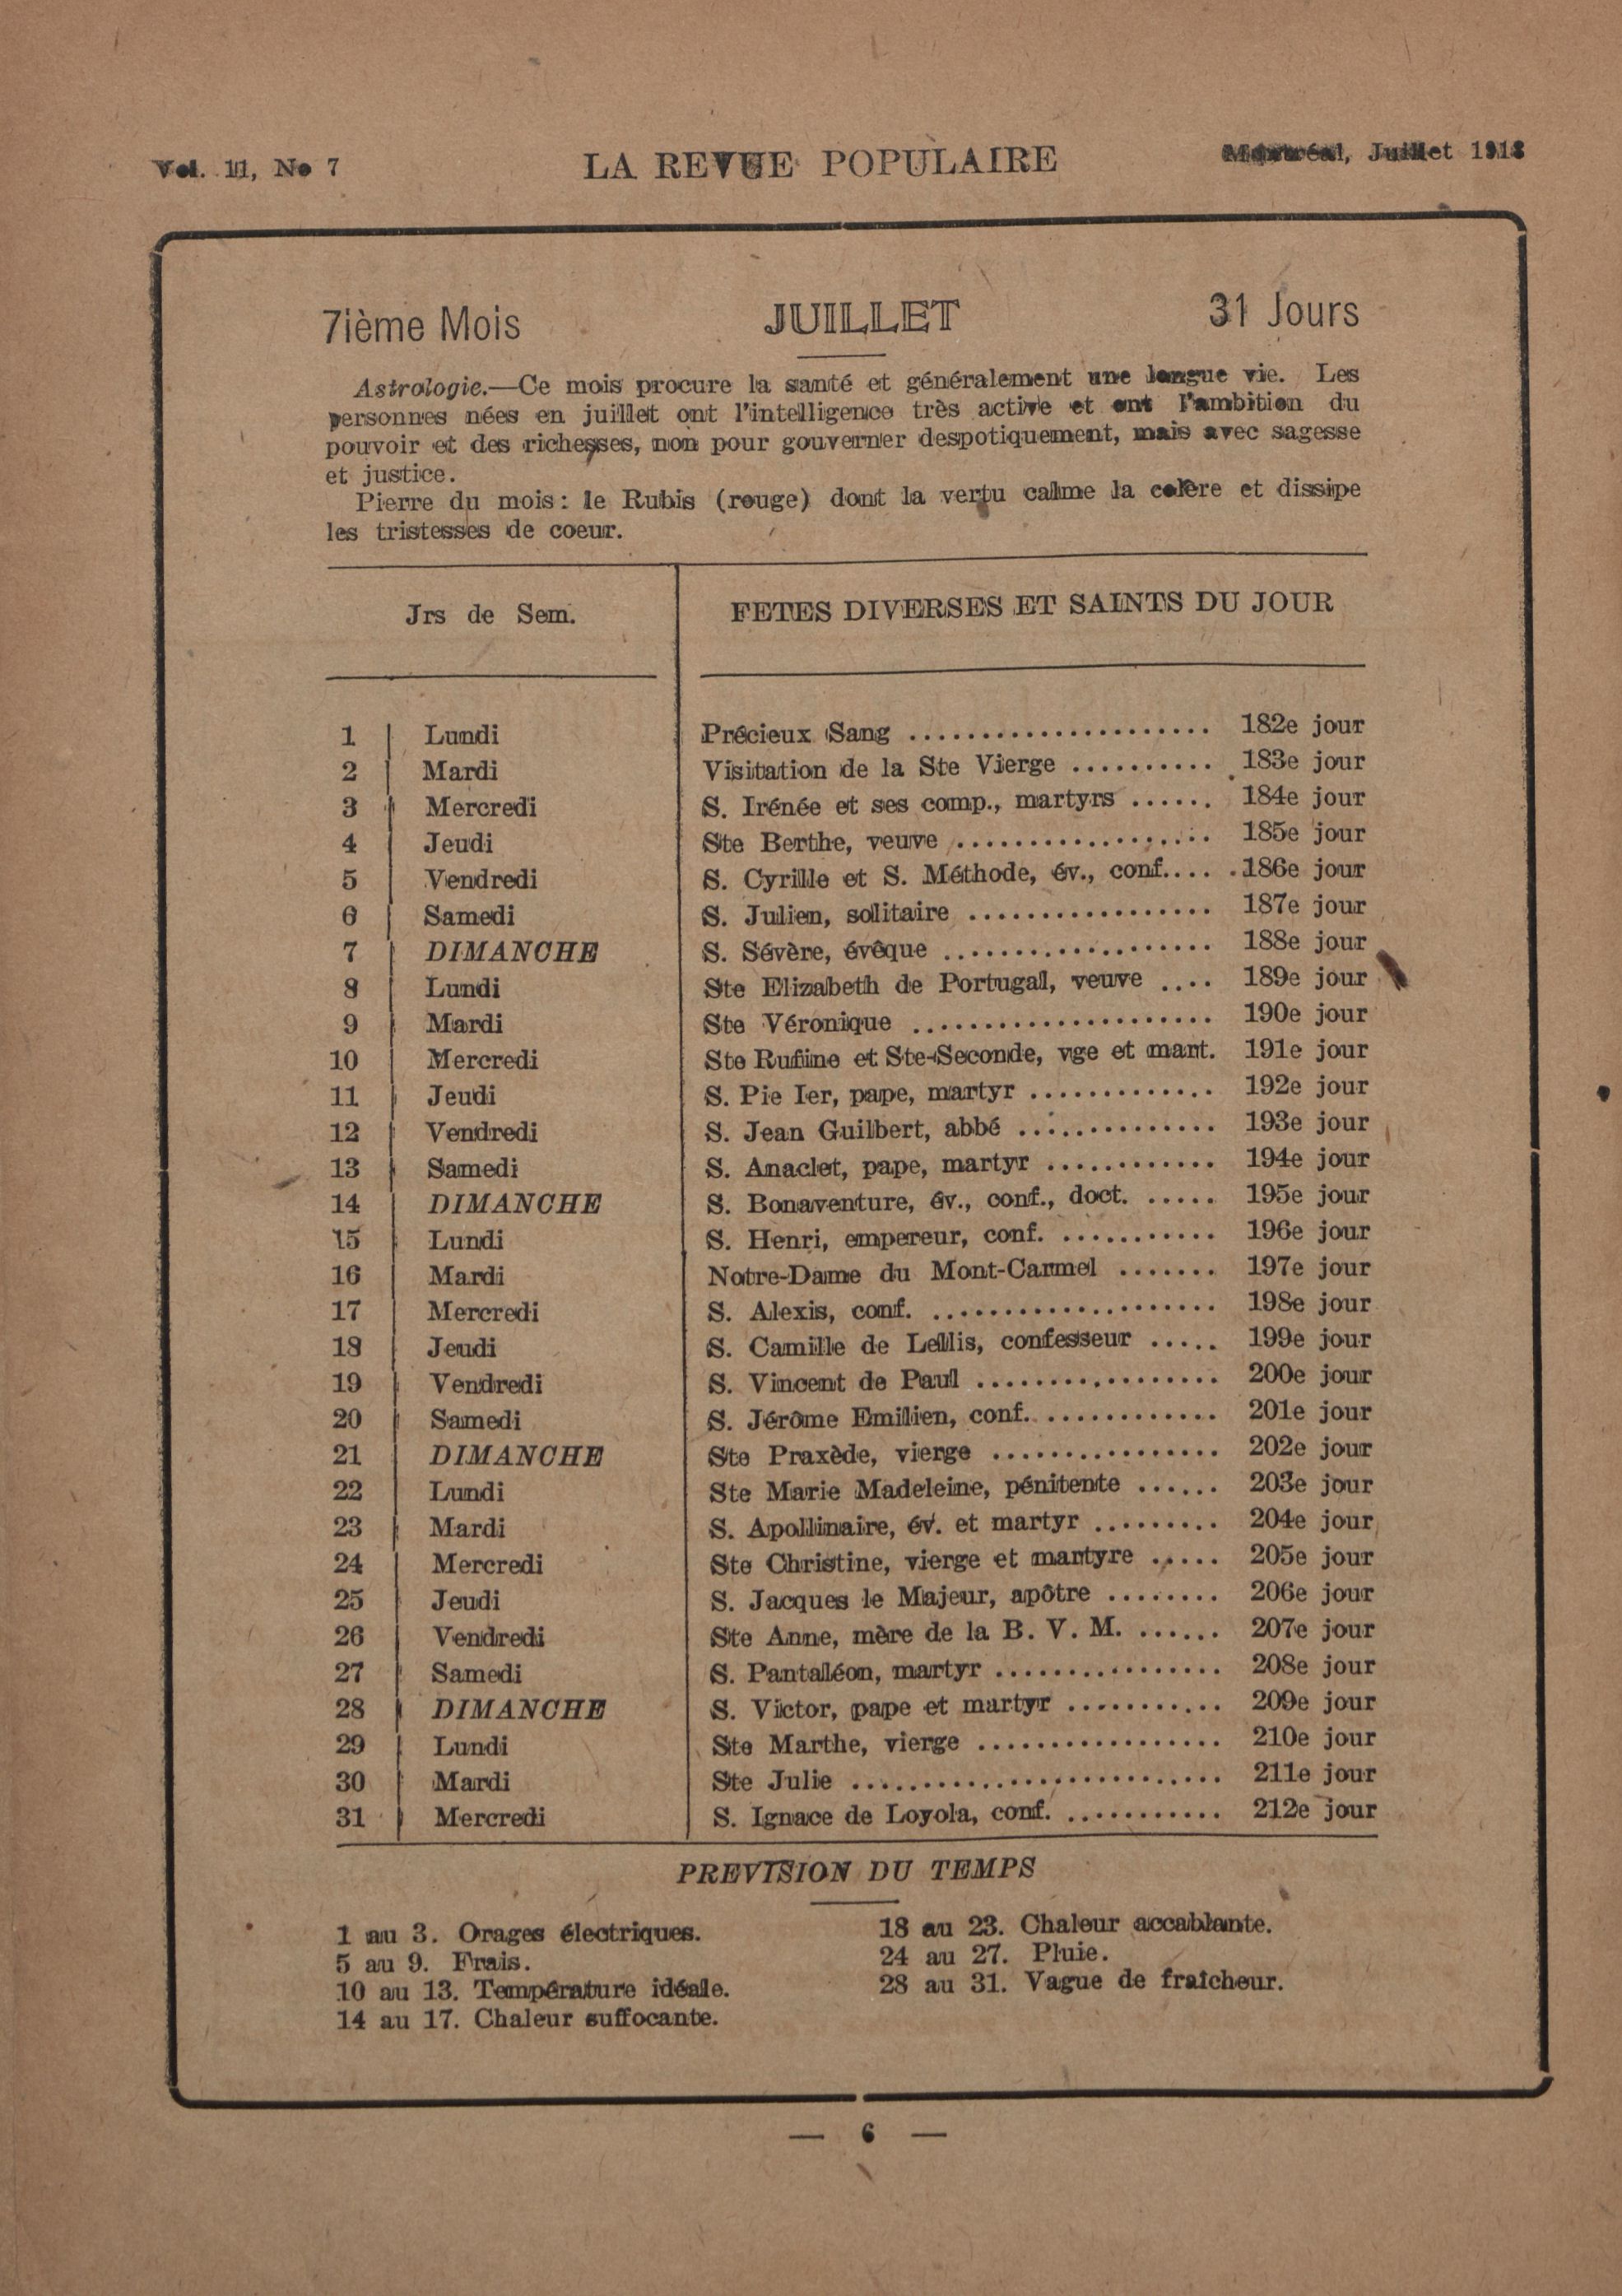 Vol. 11, No 7 LA REVUE POPULAIRE Montréal, Juillet 1918
7ième Mois JUILLET 31 Jours
Astrologie.—Ce mois procure la santé et généralement une longue vie. Les
personnes nées en juillet ont l'intelligence très active et ont l'ambition du
pouvoir et des richesses, non pour gouverner despotiquement, mais avec sagesse
et justice.
Pierre du mois: le Rubis (rouge) dont la vertu calme la colère et dissipe
les tristesses de coeur.
Jrs de Sem. FETES DIVERSES ET SAINTS DU JOUR
1 Lundi Précieux Sang ..................... 182e jour
2 Mardi Visitation de la Ste Vierge .......... 183e jour
3 Mercredi S. Irénée et ses comp., martyrs ...... 184e jour
4 Jeudi Ste Berthe, veuve .................. 185e jour
5 Vendredi S. Cyrille et S. Méthode, év., conf..... 186e jour
6 Samedi S. Julien, solitaire ................. 187e jour
7 DIMANCHE S. Sévère, évêque ................... 188e jour
8 Lundi Ste Elizabeth de Portugal, veuve .... 189e jour
9 Mardi Ste Véronique ..................... 190e jour
10 Mercredi Ste Rufine et Ste-Seconde, vge et mart. 191e jour
11 Jeudi S. Pie Ier, pape, martyr ............. 192e jour
12 Vendredi S. Jean Guilbert, abbé .............. 193e jour
13 Samedi S. Anaclet, pape, martyr ............ 194e jour
14 DIMANCHE S. Bonaventure, év., conf., doct. ..... 195e jour
15 Lundi S. Henri, empereur, conf. ........... 196e jour
16 Mardi Notre-Dame du Mont-Carmel ....... 197e jour
17 Mercredi S. Alexis, conf. .................... 198e jour
18 Jeudi S. Camille de Lellis, confesseur ..... 199e jour
19 Vendredi S. Vincent de Paul ................. 200e jour
20 Samedi S. Jérôme Emilien, conf. ............ 201e jour
21 DIMANCHE Ste Praxède, vierge ................ 202e jour
22 Lundi Ste Marie Madeleine, pénitente ...... 203e jour
23 Mardi S. Apollinaire, év. et martyr ......... 204e jour
24 Mercredi Ste Christine, vierge et martyre ..... 205e jour
25 Jeudi S. Jacques le Majeur, apôtre ........ 206e jour
26 Vendredi Ste Anne, mère de la B. V. M. ...... 207e jour
27 Samedi S. Pantaléon, martyr ................ 208e jour
28 DIMANCHE S. Victor, pape et martyr ........... 209e jour
29 Lundi Ste Marthe, vierge ................. 210e jour
30 Mardi Ste Julie .......................... 211e jour
31 Mercredi S. Ignace de Loyola, conf. ........... 212e jour
PREVISION DU TEMPS
1 au 3. Orages électriques.
5 au 9. Frais.
10 au 13. Température idéale.
14 au 17. Chaleur suffocante.
18 au 23. Chaleur accablante.
24 au 27. Pluie.
28 au 31. Vague de fraîcheur.
— 6 —